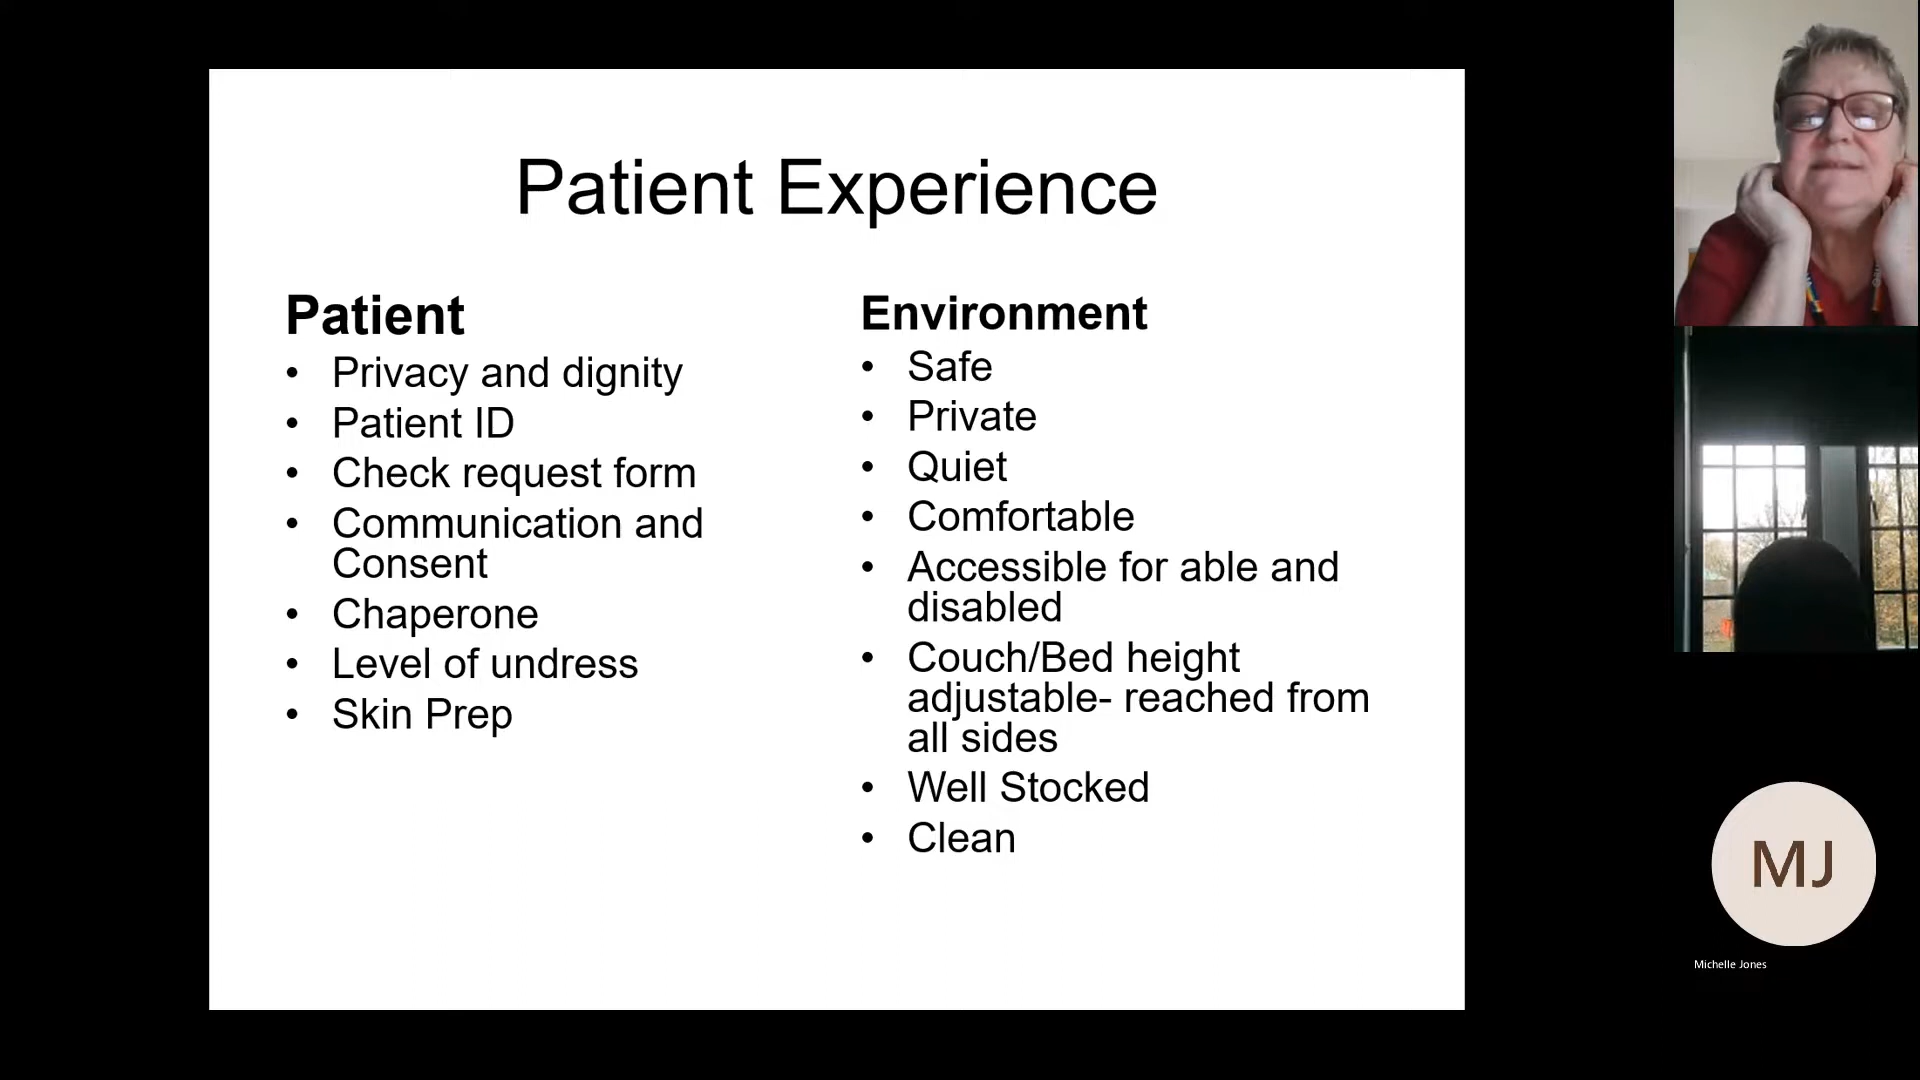 Patient Experience
Patient
• Privacy and dignity
• Patient ID
• Check request form
• Communication and
Consent
• Chaperone
• Level of undress
• Skin Prep
Environment
• Safe
• Private
• Quiet
• Comfortable
• Accessible for able and
disabled
• Couch/Bed height
adjustable- reached from
all sides
• Well Stocked
• Clean
MJ
Michelle Jones